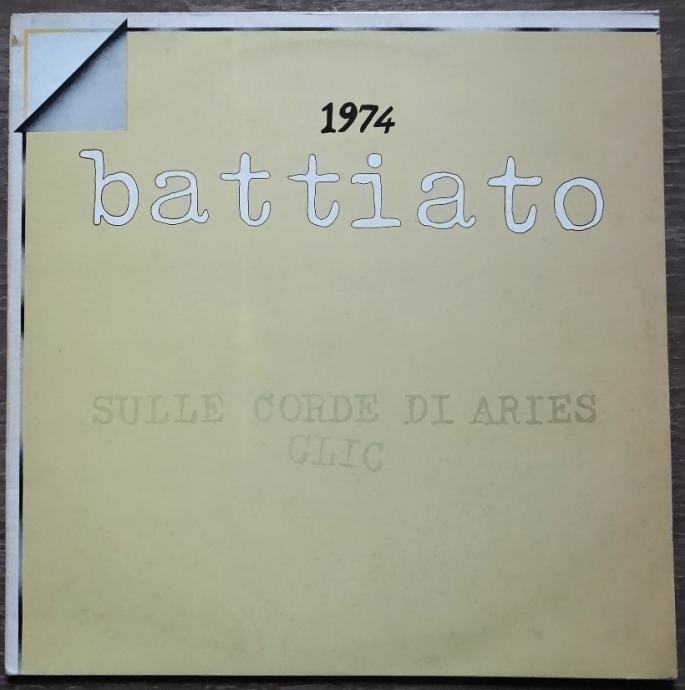 1974
battiato
SULLE CORDE DI ARIES
CLIC